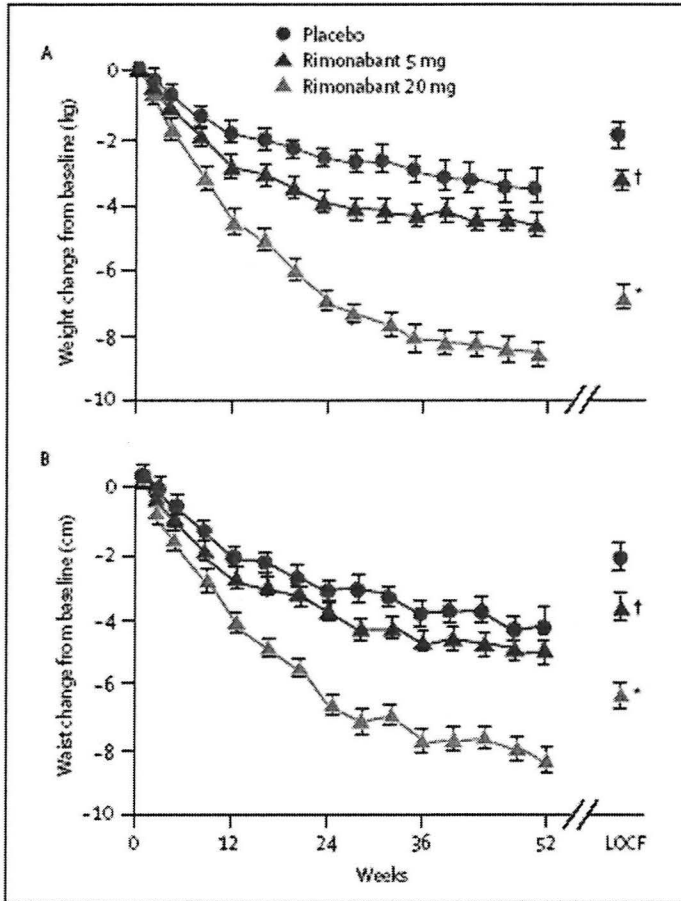 Placebo
Rimonabant 5 mg
Rimonabant 20 mg
A
Weight change from baseline (kg)
0
-2
-4
-6
-8
-10
†
*
B
Waist change from baseline (cm)
0
-2
-4
-6
-8
-10
†
*
0
12
24
36
52
LOCF
Weeks